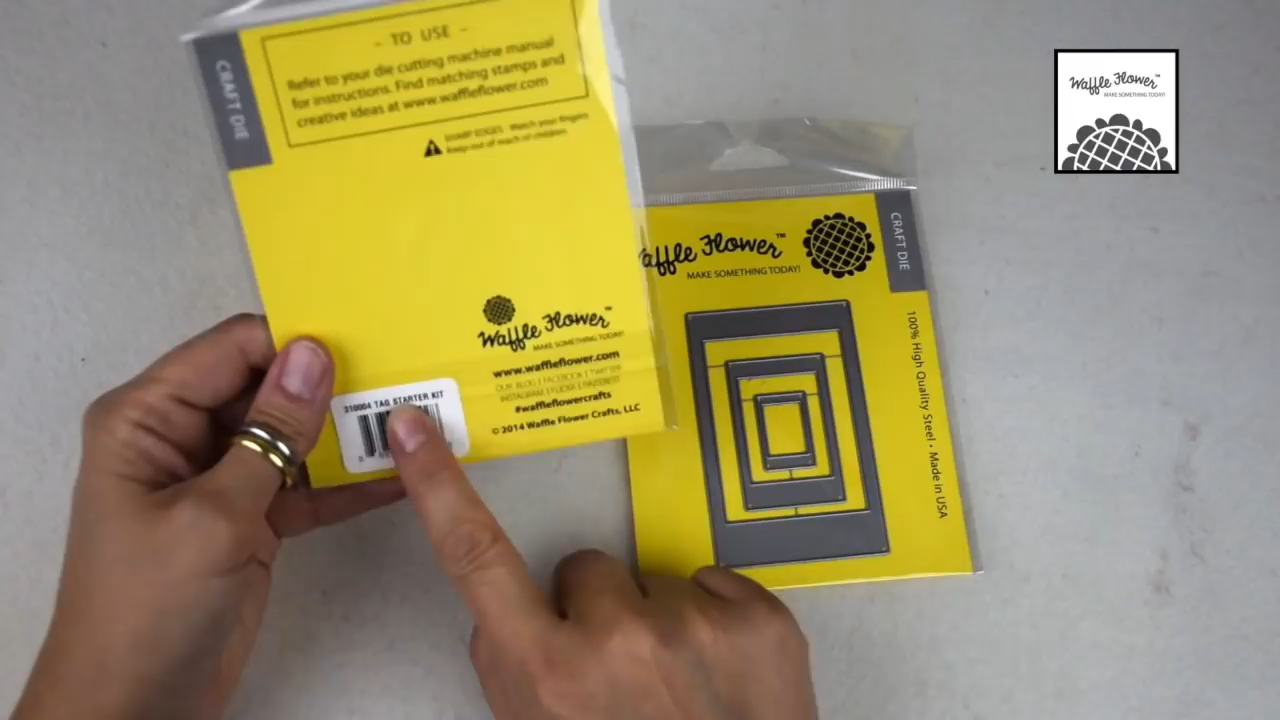 CRAFT DIE
- TO USE -
Refer to your die cutting machine manual
for instructions. Find matching stamps and
creative ideas at www.waffleflower.com
SHARP EDGES - Watch your fingers
Keep out of reach of children
Waffle Flower™
MAKE SOMETHING TODAY!
www.waffleflower.com
OUR BLOG | FACEBOOK | TWITTER
INSTAGRAM | FLICKR | PINTEREST
#waffleflowercrafts
© 2014 Waffle Flower Crafts, LLC
310004 TAG STARTER KIT
affle Flower™
MAKE SOMETHING TODAY!
CRAFT DIE
100% High Quality Steel • Made in USA
Waffle Flower™
MAKE SOMETHING TODAY!